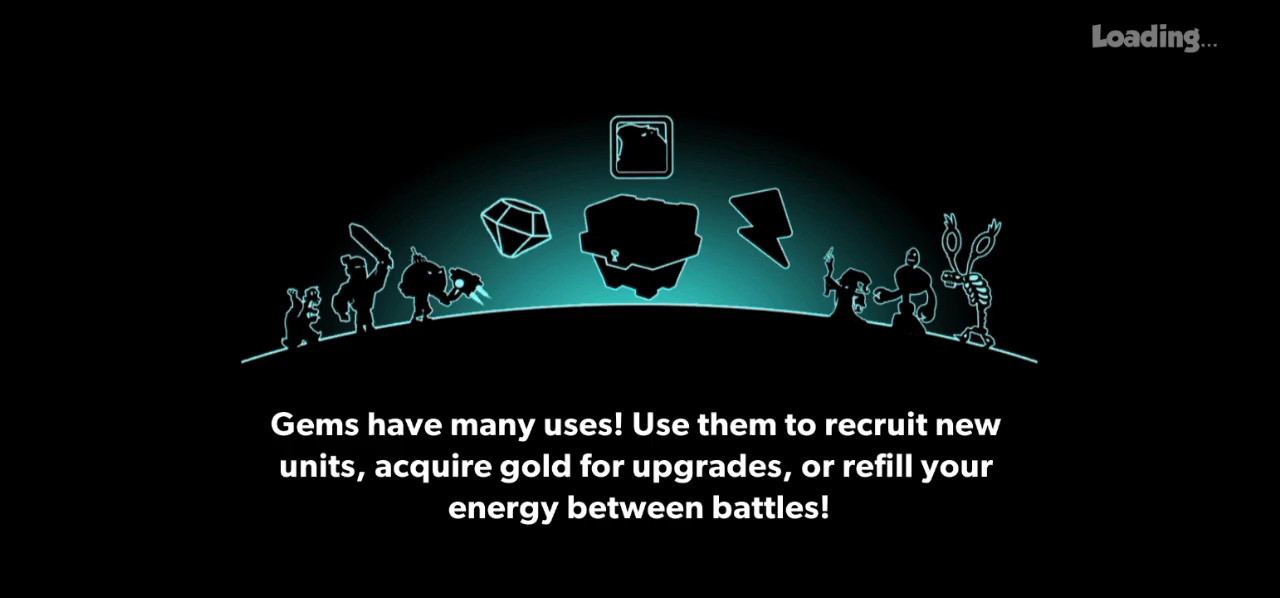 Loading...
Gems have many uses! Use them to recruit new
units, acquire gold for upgrades, or refill your
energy between battles!